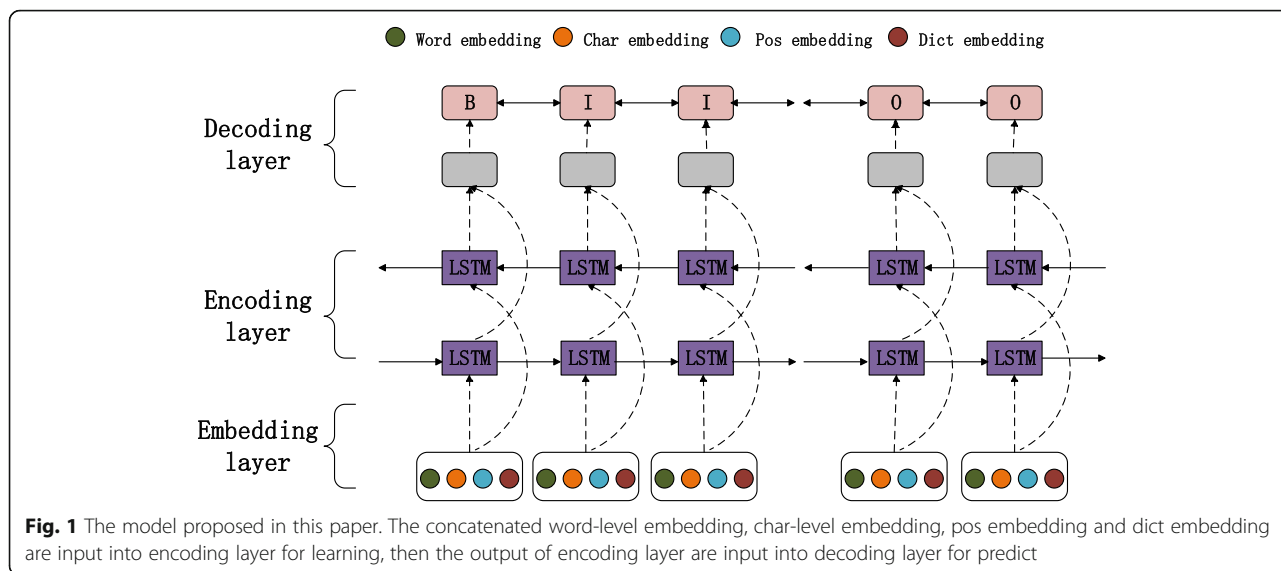 Word embedding Char embedding Pos embedding Dict embedding
B I I O O
Decoding
layer
LSTM LSTM LSTM LSTM LSTM
Encoding
layer
LSTM LSTM LSTM LSTM LSTM
Embedding
layer
Fig. 1 The model proposed in this paper. The concatenated word-level embedding, char-level embedding, pos embedding and dict embedding
are input into encoding layer for learning, then the output of encoding layer are input into decoding layer for predict